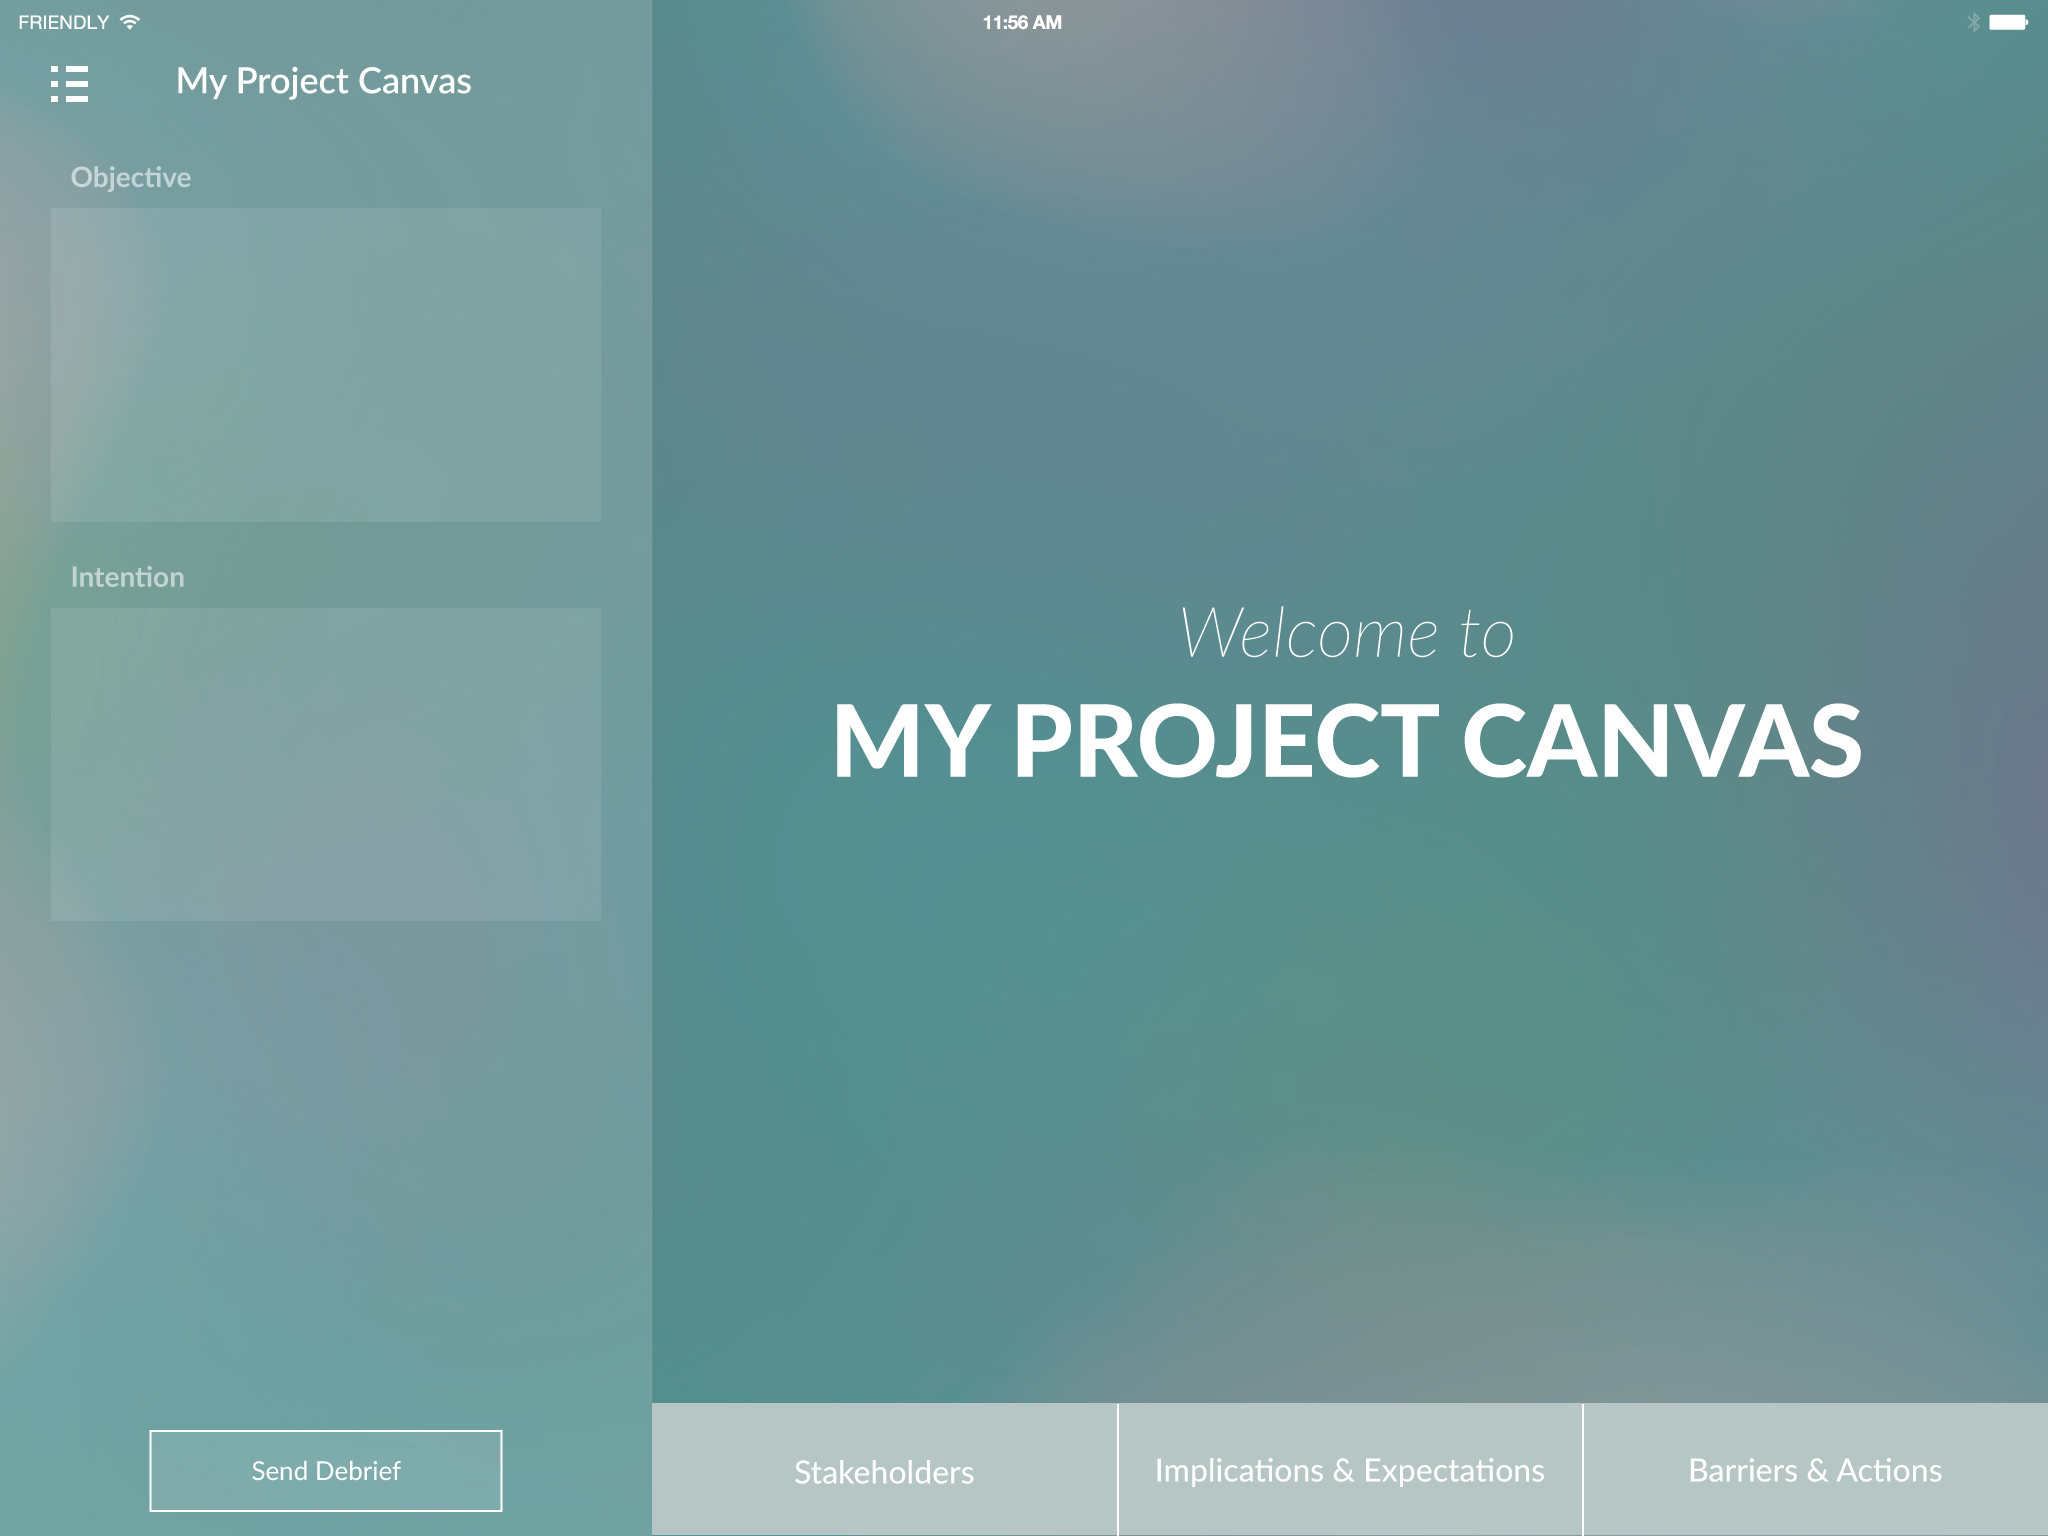 FRIENDLY
11:56 AM
My Project Canvas
Objective
Intention
Send Debrief
Welcome to
MY PROJECT CANVAS
Stakeholders
Implications & Expectations
Barriers & Actions